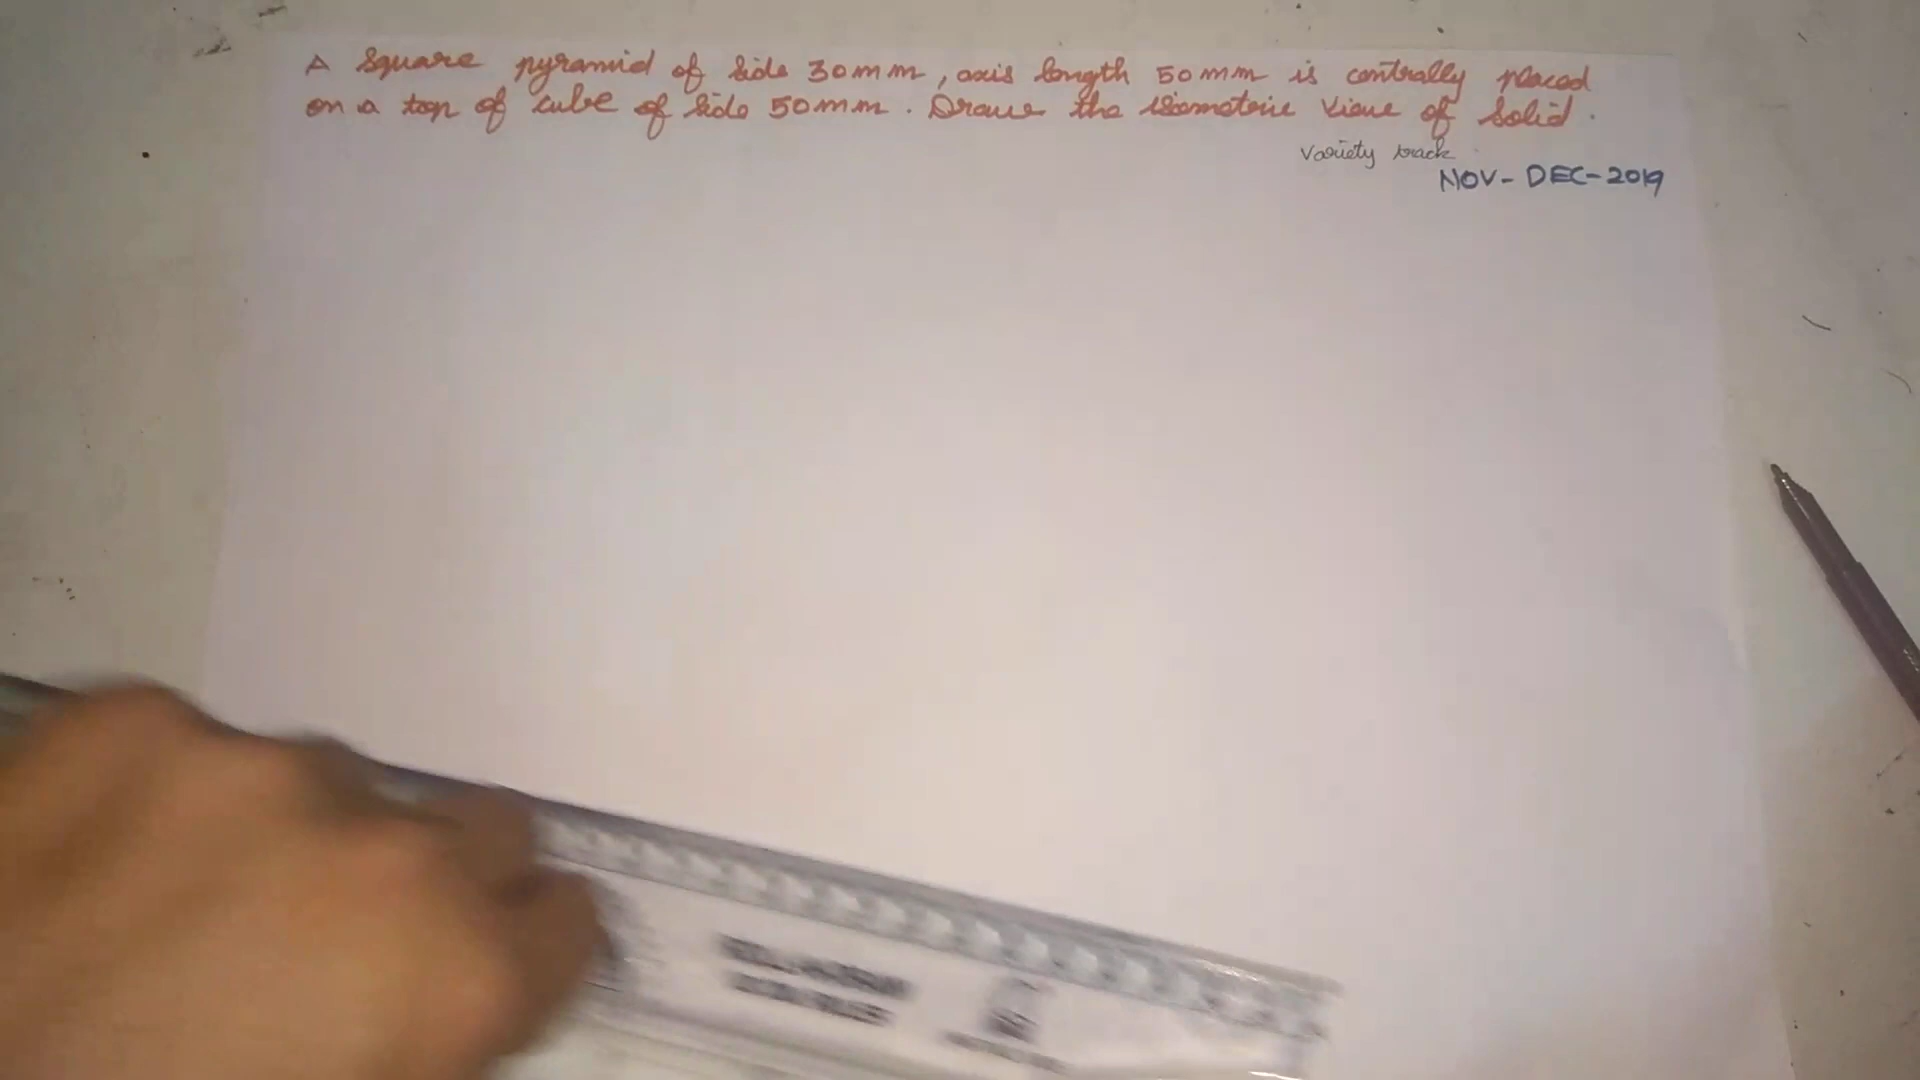 A Square pyramid of side 30mm, axis length 50mm is centrally placed
on a top of cube of side 50mm. Draw the isometric view of solid.
Variety track
NOV- DEC-2019